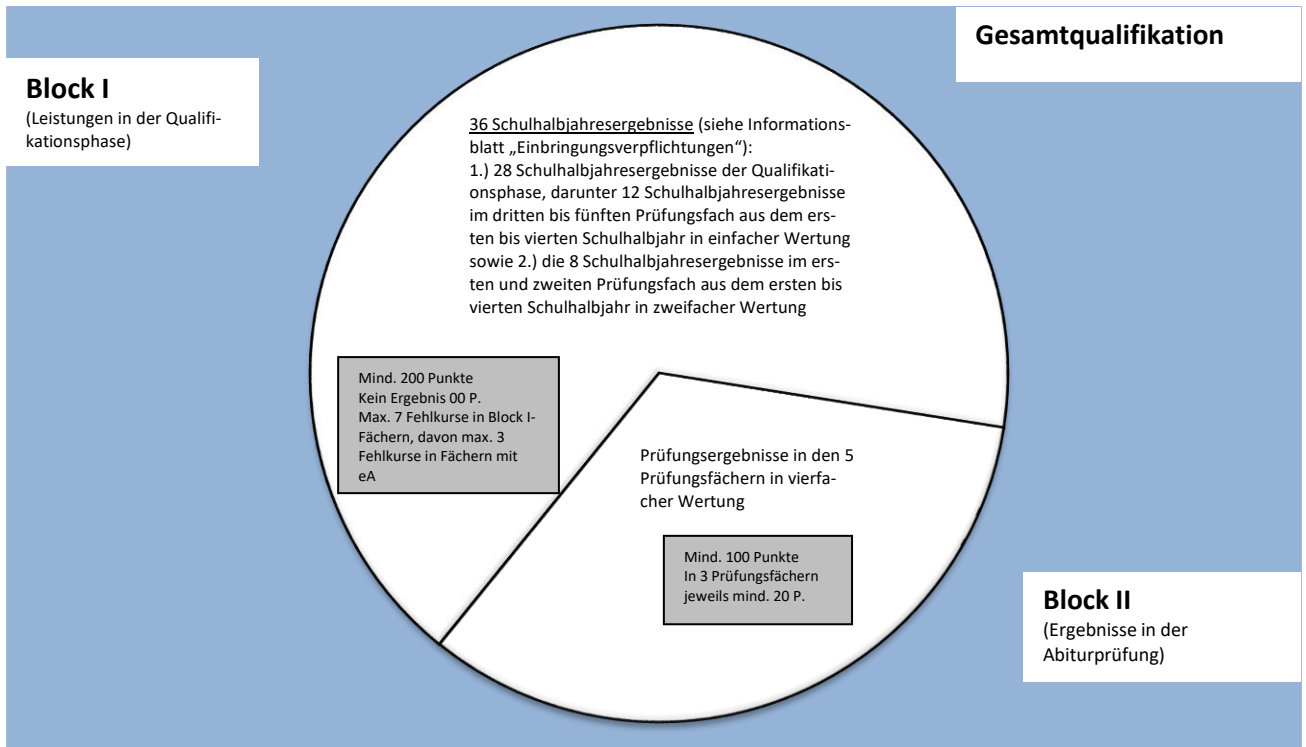 Gesamtqualifikation
Block I
(Leistungen in der Qualifi-
kationsphase)
36 Schulhalbjahresergebnisse (siehe Informations-
blatt „Einbringungsverpflichtungen“):
1.) 28 Schulhalbjahresergebnisse der Qualifikati-
onsphase, darunter 12 Schulhalbjahresergebnisse
im dritten bis fünften Prüfungsfach aus dem ers-
ten bis vierten Schulhalbjahr in einfacher Wertung
sowie 2.) die 8 Schulhalbjahresergebnisse im ers-
ten und zweiten Prüfungsfach aus dem ersten bis
vierten Schulhalbjahr in zweifacher Wertung
Mind. 200 Punkte
Kein Ergebnis 00 P.
Max. 7 Fehlkurse in Block I-
Fächern, davon max. 3
Fehlkurse in Fächern mit
eA
Prüfungsergebnisse in den 5
Prüfungsfächern in vierfa-
cher Wertung
Mind. 100 Punkte
In 3 Prüfungsfächern
jeweils mind. 20 P.
Block II
(Ergebnisse in der
Abiturprüfung)